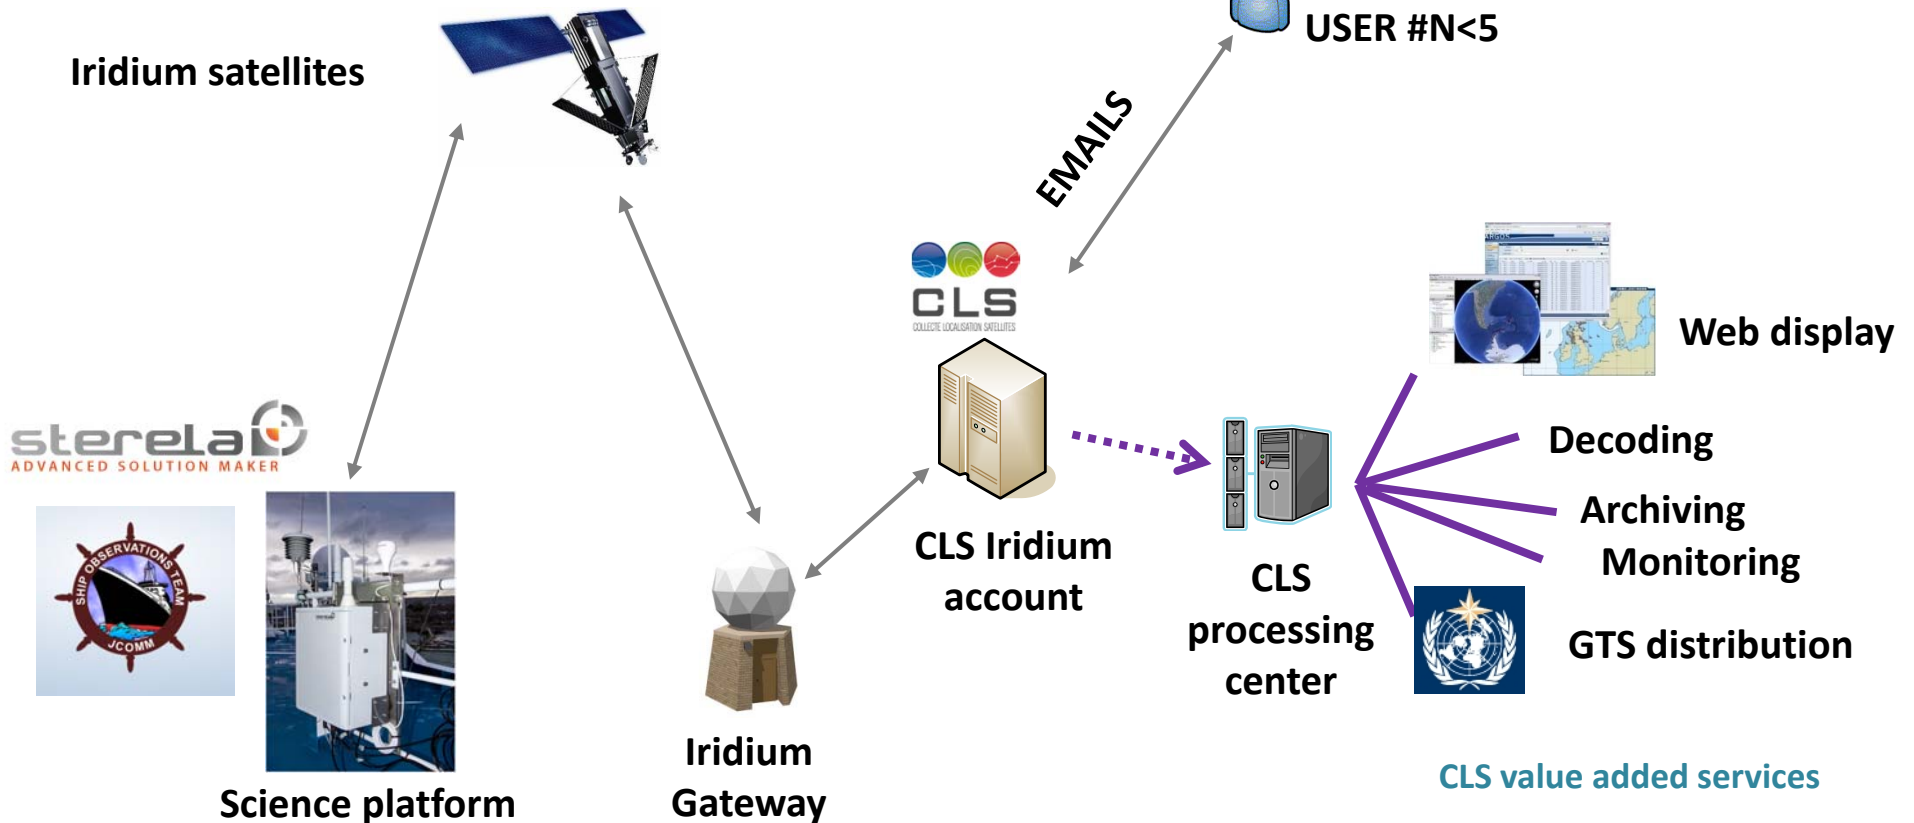 USER #N<5
Iridium satellites
EMAILS
CLS
COLLECTE LOCALISATION SATELLITES
ARGOS
Web display
sterela
ADVANCED SOLUTION MAKER
Decoding
Archiving
Monitoring
SHIP OBSERVATIONS TEAM
JCOMM
CLS Iridium
account
CLS
processing
center
GTS distribution
Iridium
Gateway
CLS value added services
Science platform